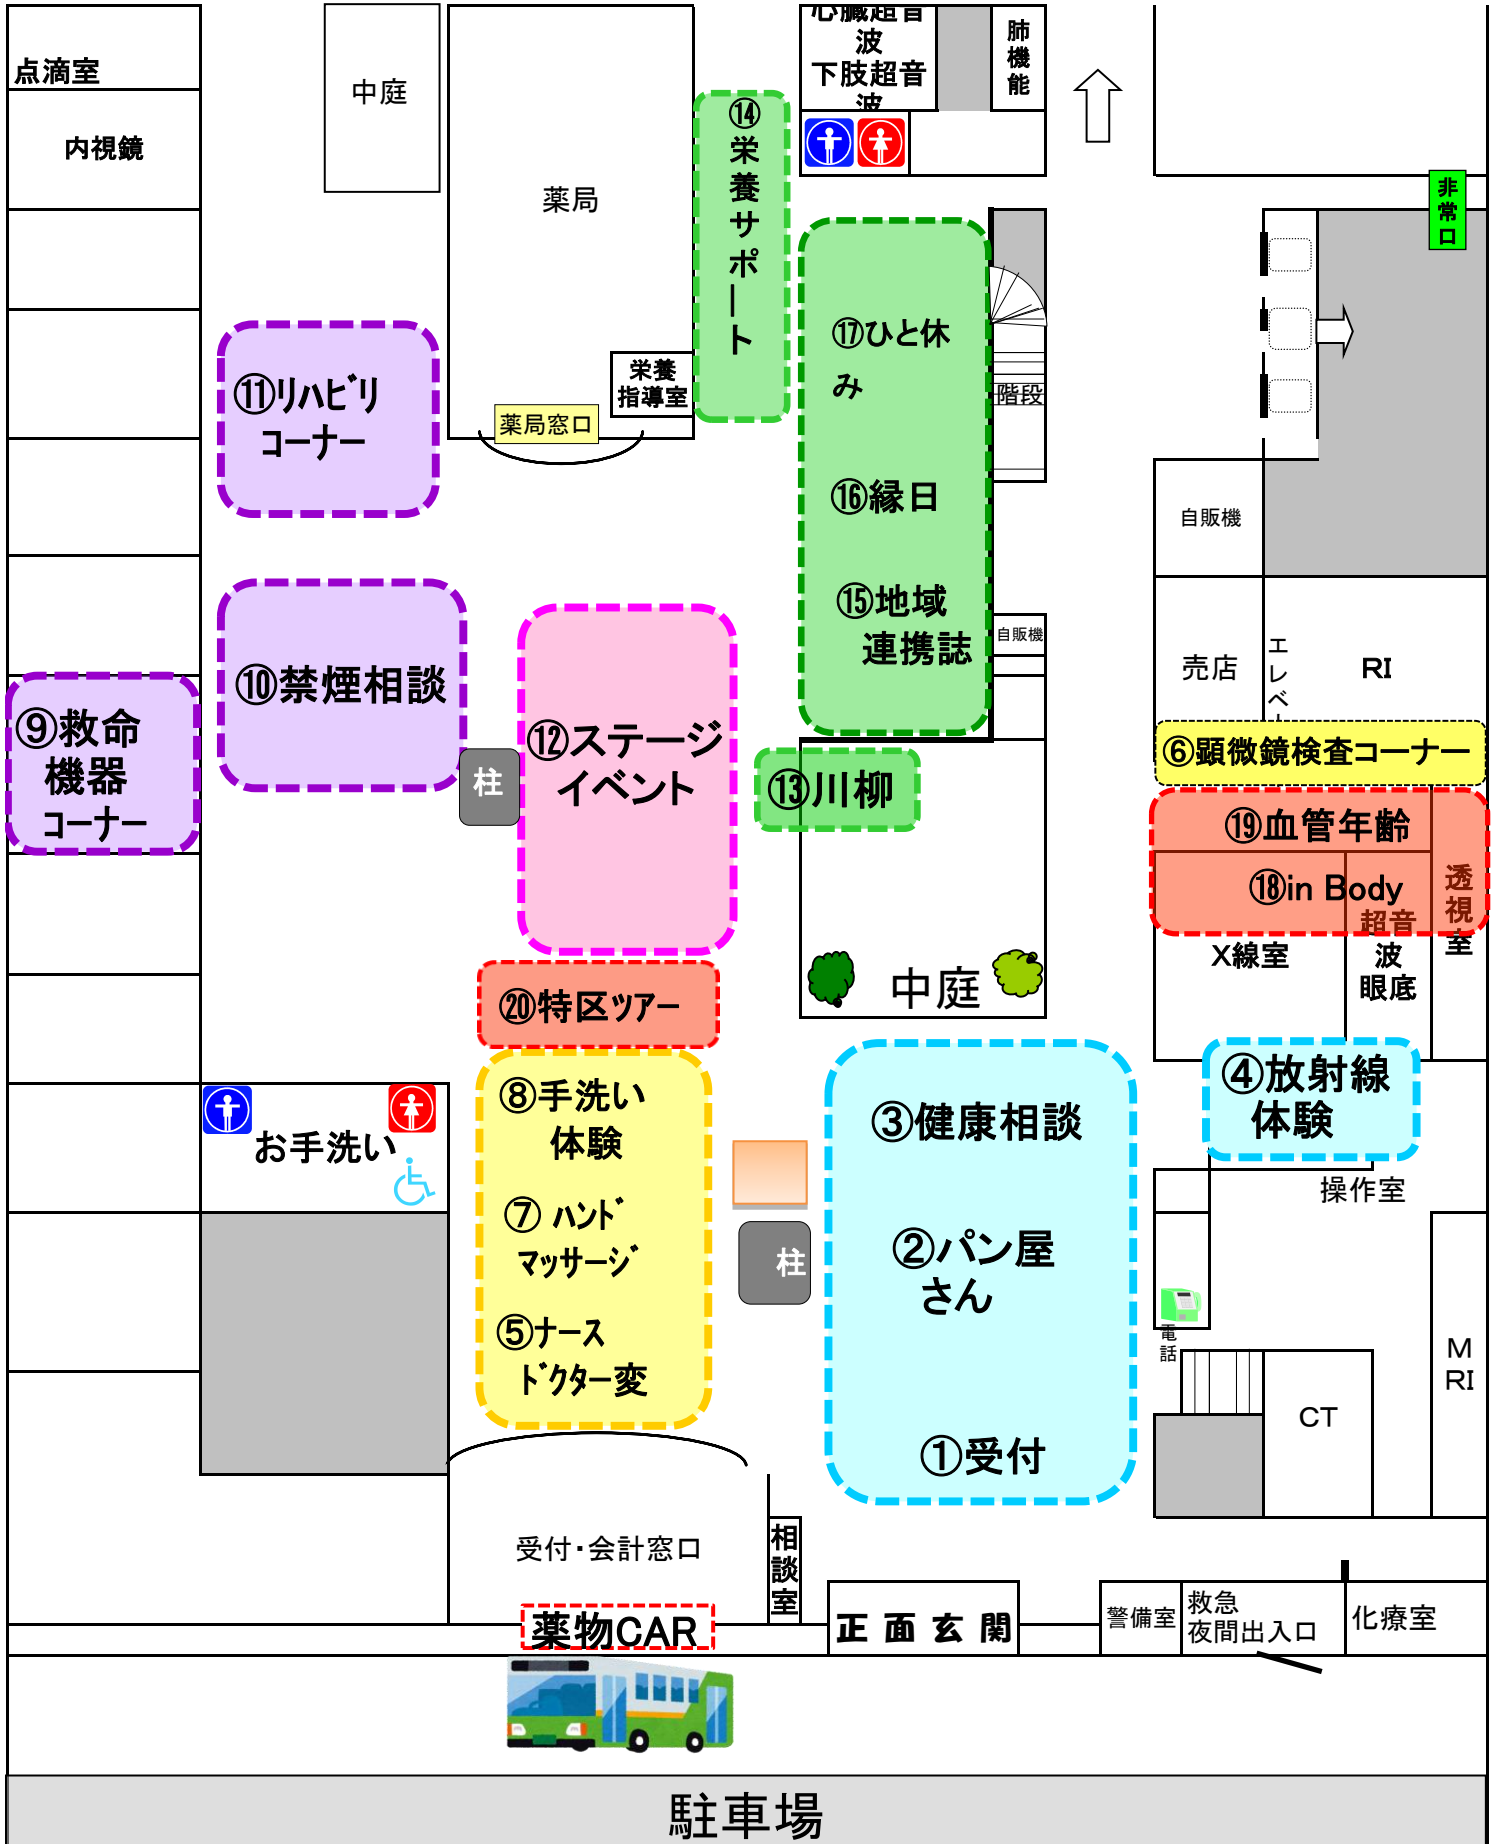 心臓超音
波
下肢超音
波
肺
機
能
点滴室
中庭
内視鏡
薬局
⑭
栄
養
サ
ポ
ー
ト
非
常
口
⑰ひと休
み
栄養
指導室
階段
⑪リハビリ
コーナー
薬局窓口
⑯縁日
自販機
⑮地域
連携誌
自販機
エ
レ
ベ
ー
売店
RI
⑩禁煙相談
⑨救命
機器
コーナー
⑫ステージ
イベント
柱
⑬川柳
⑥顕微鏡検査コーナー
⑲血管年齢
⑱in Body
透
視
室
超音
波
眼底
X線室
中庭
⑳特区ツアー
⑧手洗い
体験
③健康相談
④放射線
体験
お手洗い
操作室
⑦ ハンド
マッサージ
②パン屋
さん
柱
⑤ナース
ドクター変
電
話
M
RI
CT
①受付
受付・会計窓口
相
談
室
薬物CAR
正面玄関
警備室
救急
夜間出入口
化療室
駐車場